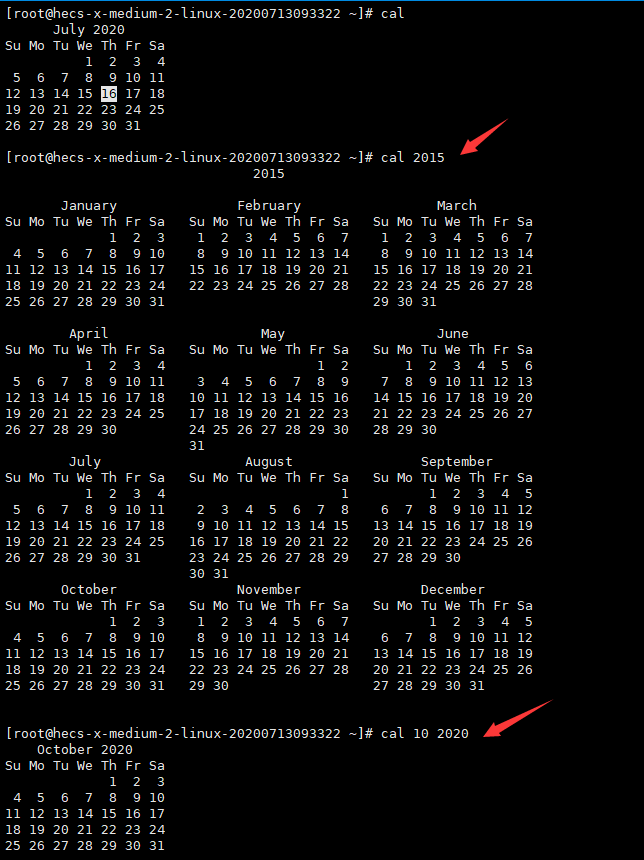 [root@hecs-x-medium-2-linux-20200713093322 ~]# cal
      July 2020
Su Mo Tu We Th Fr Sa
          1  2  3  4
 5  6  7  8  9 10 11
12 13 14 15 16 17 18
19 20 21 22 23 24 25
26 27 28 29 30 31
[root@hecs-x-medium-2-linux-20200713093322 ~]# cal 2015
                               2015
       January               February                 March
Su Mo Tu We Th Fr Sa   Su Mo Tu We Th Fr Sa   Su Mo Tu We Th Fr Sa
             1  2  3    1  2  3  4  5  6  7    1  2  3  4  5  6  7
 4  5  6  7  8  9 10    8  9 10 11 12 13 14    8  9 10 11 12 13 14
11 12 13 14 15 16 17   15 16 17 18 19 20 21   15 16 17 18 19 20 21
18 19 20 21 22 23 24   22 23 24 25 26 27 28   22 23 24 25 26 27 28
25 26 27 28 29 30 31                          29 30 31
        April                   May                   June
Su Mo Tu We Th Fr Sa   Su Mo Tu We Th Fr Sa   Su Mo Tu We Th Fr Sa
          1  2  3  4                   1  2       1  2  3  4  5  6
 5  6  7  8  9 10 11    3  4  5  6  7  8  9    7  8  9 10 11 12 13
12 13 14 15 16 17 18   10 11 12 13 14 15 16   14 15 16 17 18 19 20
19 20 21 22 23 24 25   17 18 19 20 21 22 23   21 22 23 24 25 26 27
26 27 28 29 30         24 25 26 27 28 29 30   28 29 30
                       31
        July                  August                September
Su Mo Tu We Th Fr Sa   Su Mo Tu We Th Fr Sa   Su Mo Tu We Th Fr Sa
          1  2  3  4                      1          1  2  3  4  5
 5  6  7  8  9 10 11    2  3  4  5  6  7  8    6  7  8  9 10 11 12
12 13 14 15 16 17 18    9 10 11 12 13 14 15   13 14 15 16 17 18 19
19 20 21 22 23 24 25   16 17 18 19 20 21 22   20 21 22 23 24 25 26
26 27 28 29 30 31      23 24 25 26 27 28 29   27 28 29 30
                       30 31
       October               November               December
Su Mo Tu We Th Fr Sa   Su Mo Tu We Th Fr Sa   Su Mo Tu We Th Fr Sa
             1  2  3    1  2  3  4  5  6  7          1  2  3  4  5
 4  5  6  7  8  9 10    8  9 10 11 12 13 14    6  7  8  9 10 11 12
11 12 13 14 15 16 17   15 16 17 18 19 20 21   13 14 15 16 17 18 19
18 19 20 21 22 23 24   22 23 24 25 26 27 28   20 21 22 23 24 25 26
25 26 27 28 29 30 31   29 30                  27 28 29 30 31
[root@hecs-x-medium-2-linux-20200713093322 ~]# cal 10 2020
    October 2020
Su Mo Tu We Th Fr Sa
             1  2  3
 4  5  6  7  8  9 10
11 12 13 14 15 16 17
18 19 20 21 22 23 24
25 26 27 28 29 30 31